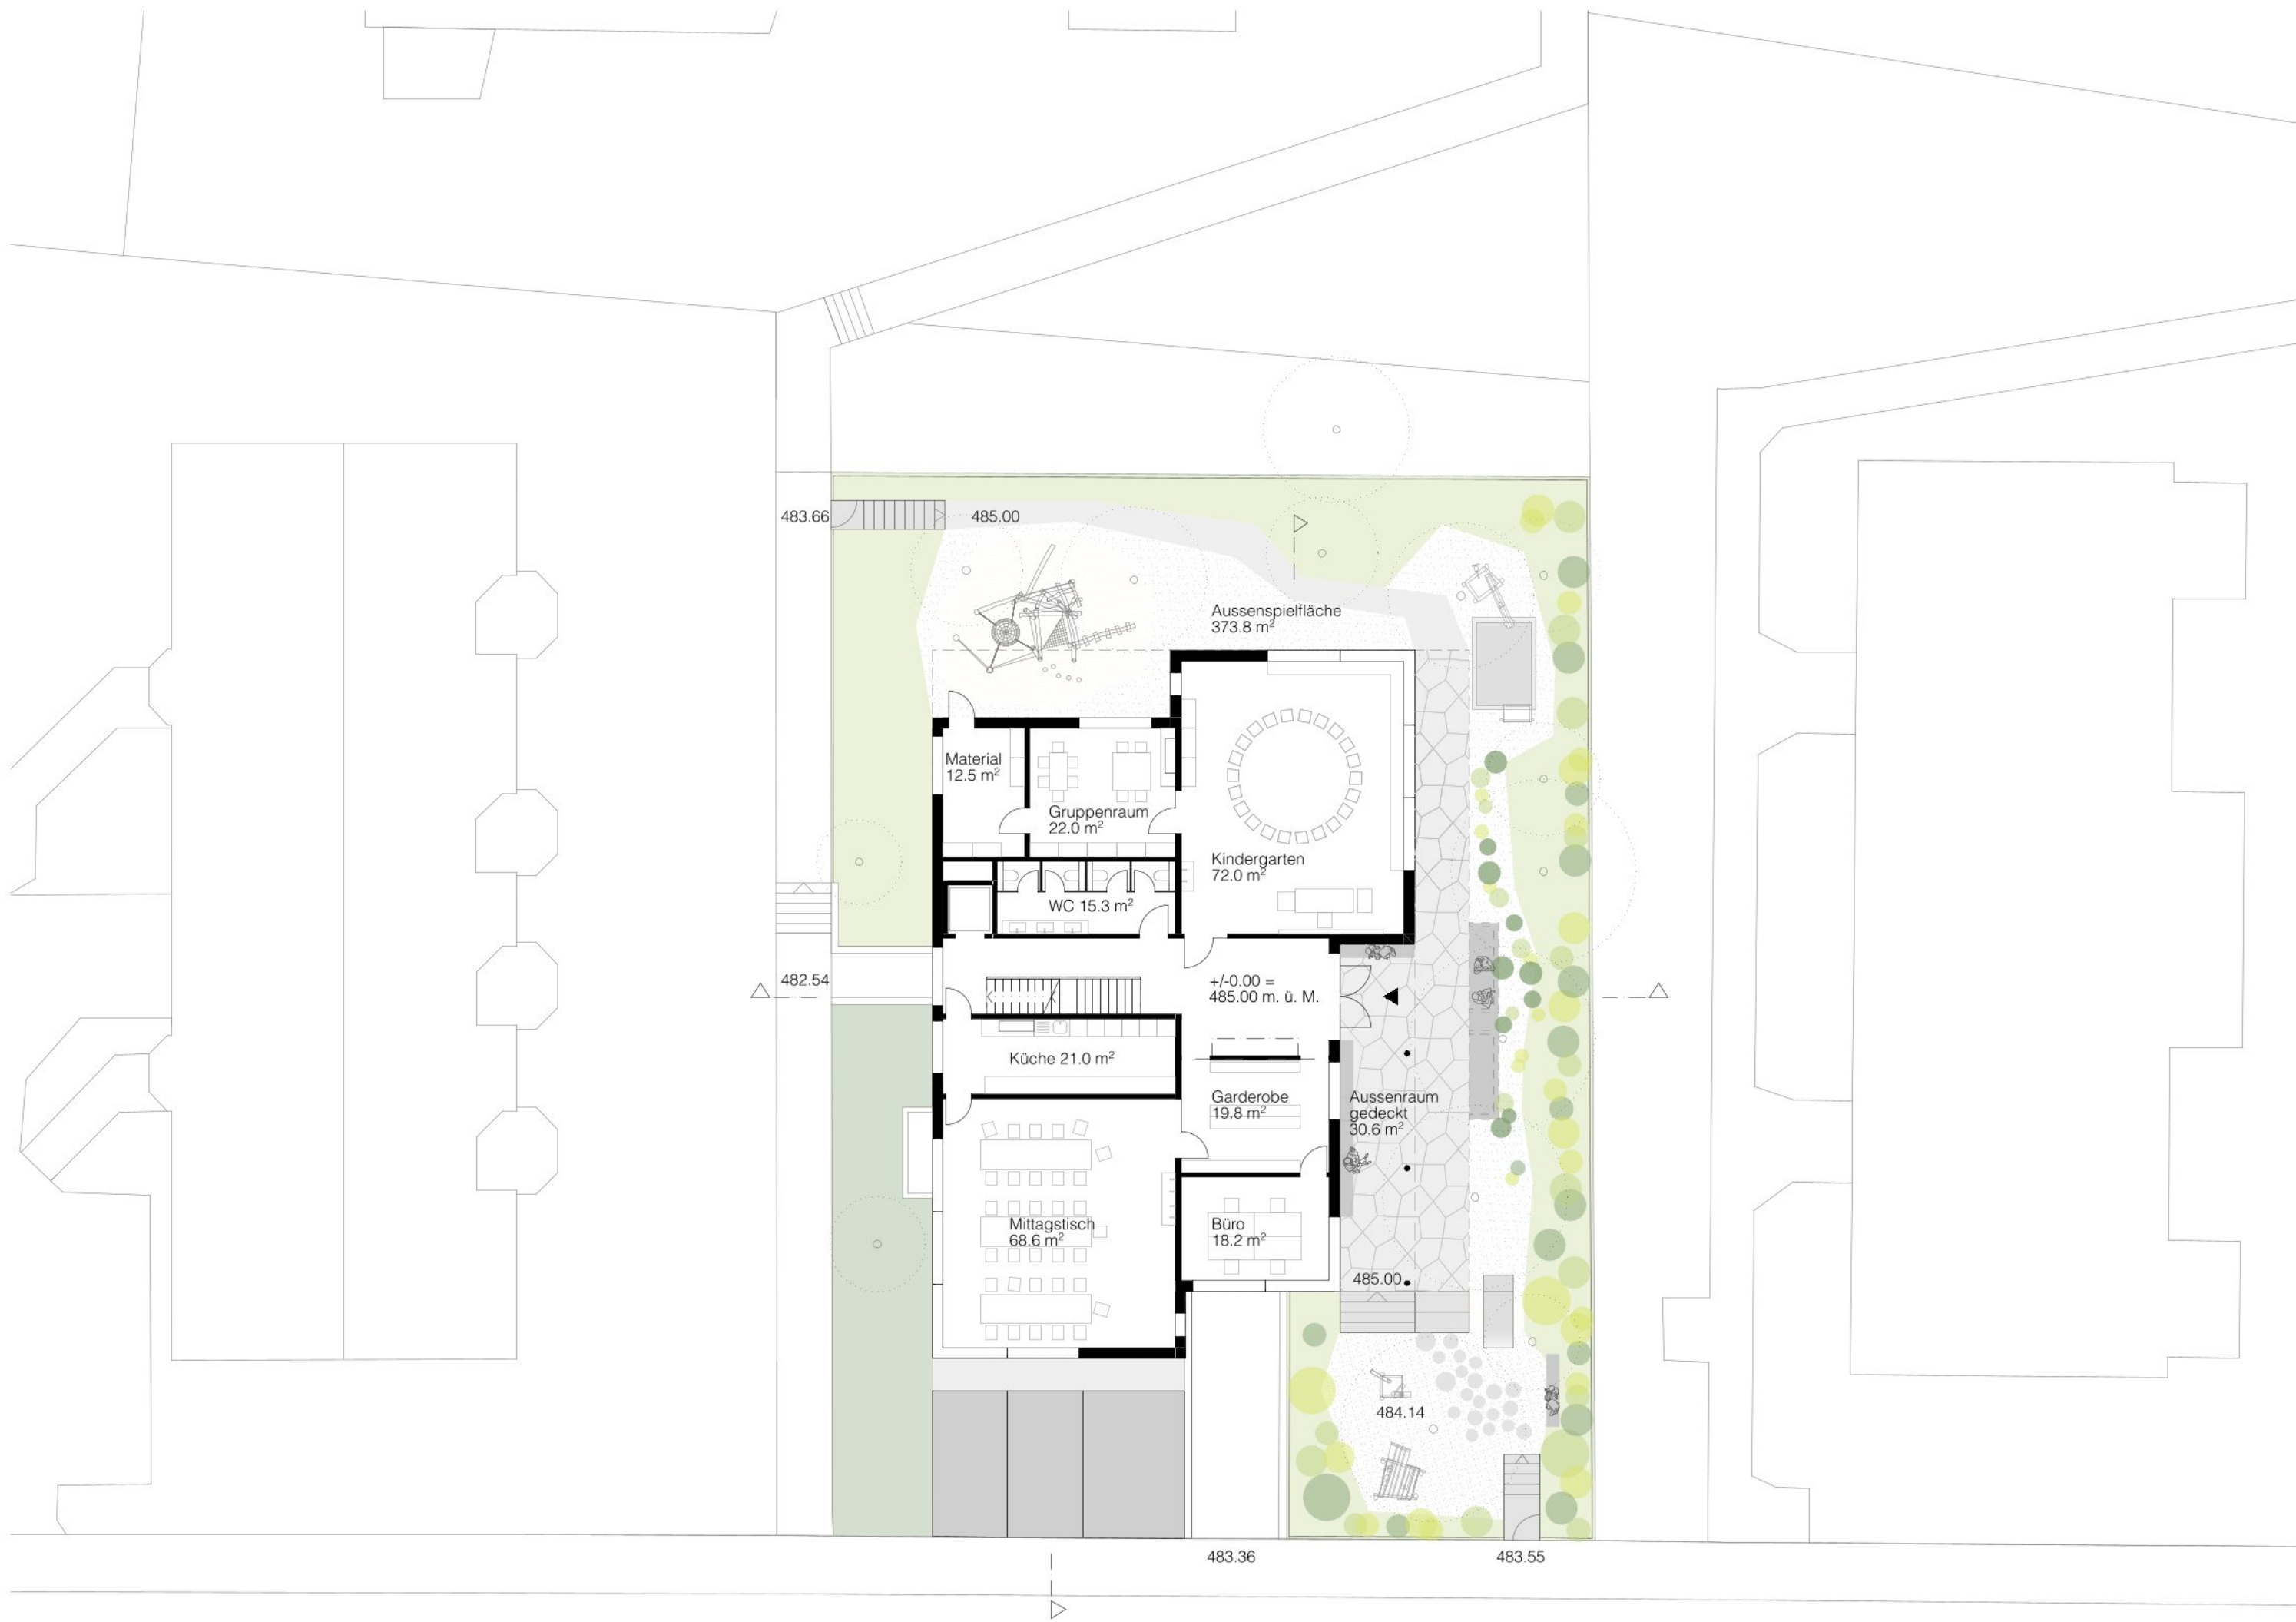 483.66
485.00
Aussenspielfläche
373.8 m²
Material
12.5 m²
Gruppenraum
22.0 m²
Kindergarten
72.0 m²
WC 15.3 m²
482.54
+/-0.00 =
485.00 m. ü. M.
Küche 21.0 m²
Garderobe
19.8 m²
Aussenraum
gedeckt
30.6 m²
Mittagstisch
68.6 m²
Büro
18.2 m²
485.00
484.14
483.36
483.55